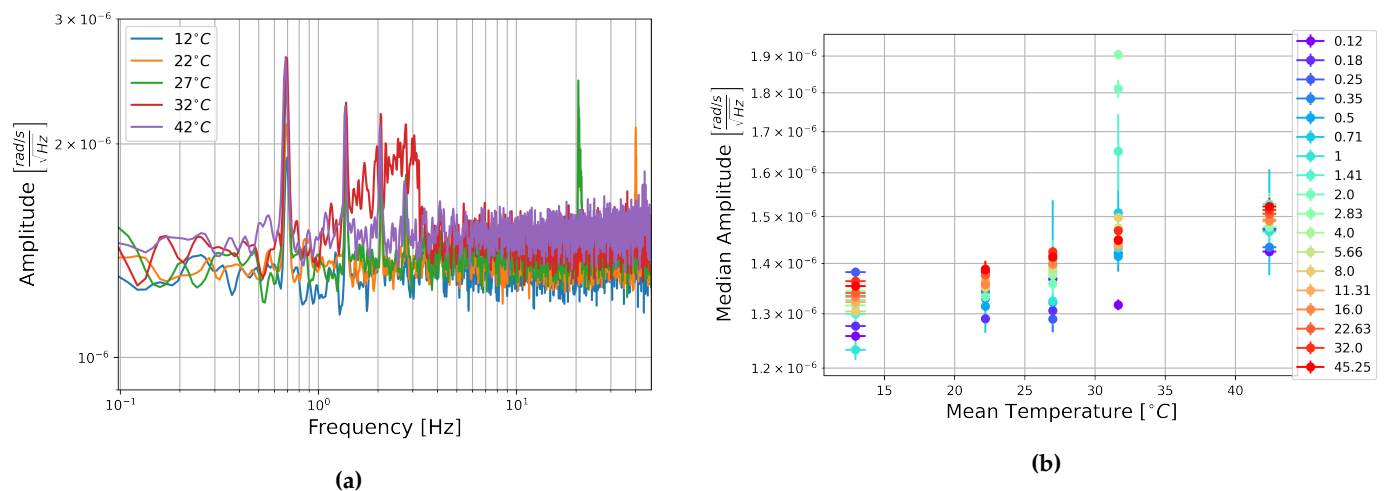 3 × 10⁻⁶
2 × 10⁻⁶
10⁻⁶
Amplitude [rad/s / √Hz]
12°C
22°C
27°C
32°C
42°C
10⁻¹
10⁰
10¹
Frequency [Hz]
(a)
1.9 × 10⁻⁶
1.8 × 10⁻⁶
1.7 × 10⁻⁶
1.6 × 10⁻⁶
1.5 × 10⁻⁶
1.4 × 10⁻⁶
1.3 × 10⁻⁶
1.2 × 10⁻⁶
Median Amplitude [rad/s / √Hz]
15
20
25
30
35
40
Mean Temperature [°C]
0.12
0.18
0.25
0.35
0.5
0.71
1
1.41
2.0
2.83
4.0
5.66
8.0
11.31
16.0
22.63
32.0
45.25
(b)